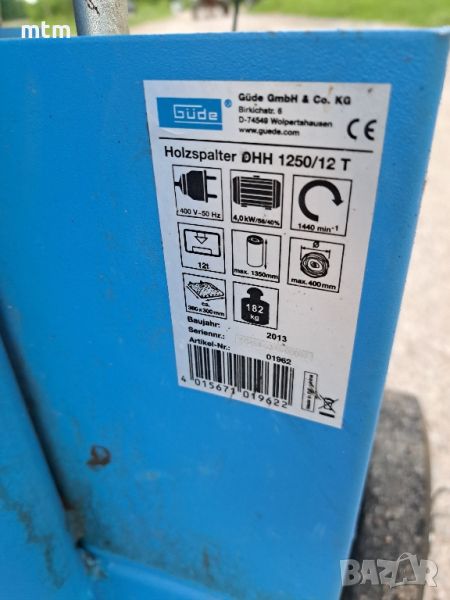 mtm
Güde
®
Güde GmbH & Co. KG
Birkichstr. 6
D-74549 Wolpertshausen
www.guede.com
CE
Holzspalter DHH 1250/12 T
400 V~50 Hz
4,0 kW/S6/40%
1440 min-1
12t
max. 1350mm
Ø
max. 400mm
ca.
300x300mm
182
kg
Baujahr: 2013
Seriennr.:
Artikel-Nr.: 01962
4 015671 019622
BAZAR